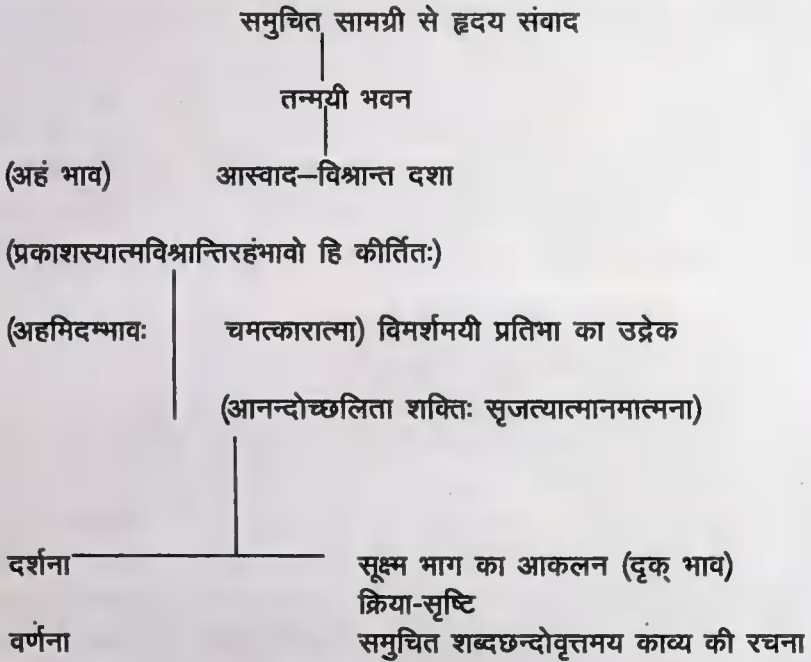 समुचित सामग्री से हृदय संवाद
तन्मयी भवन
(अहं भाव) आस्वाद–विश्रान्त दशा
(प्रकाशस्यात्मविश्रान्तिरहंभावो हि कीर्तितः)
(अहमिदम्भावः चमत्कारात्मा) विमर्शमयी प्रतिभा का उद्रेक
(आनन्दोच्छलिता शक्तिः सृजत्यात्मानमात्मना)
दर्शना सूक्ष्म भाग का आकलन (दृक् भाव)
क्रिया-सृष्टि
वर्णना समुचित शब्दछन्दोवृत्तमय काव्य की रचना